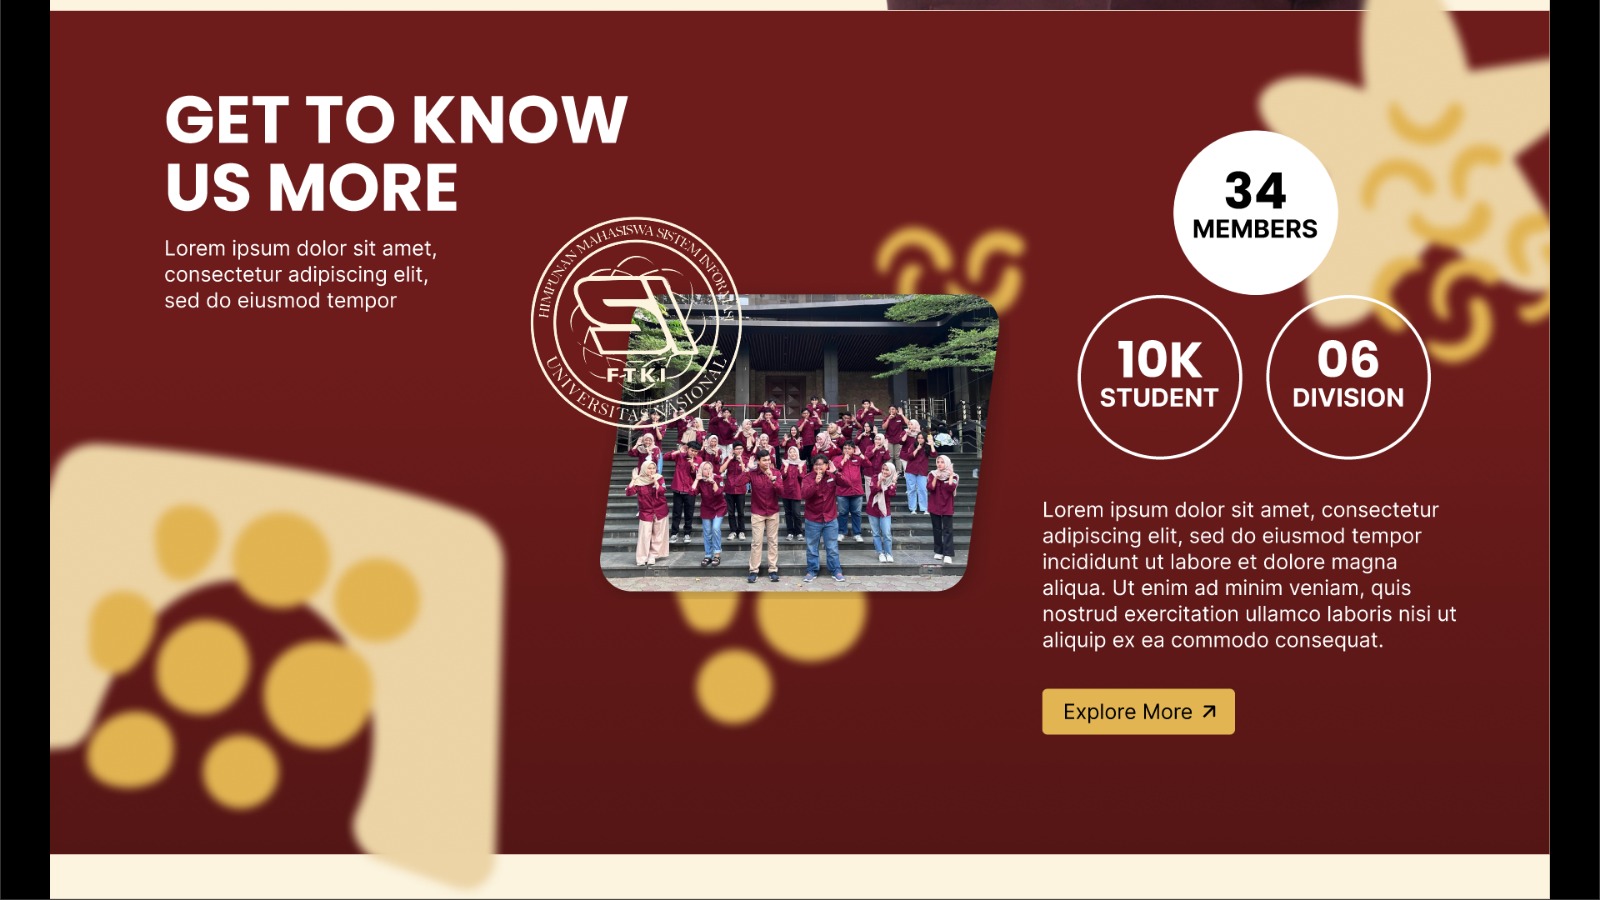 GET TO KNOW
US MORE
Lorem ipsum dolor sit amet,
consectetur adipiscing elit,
sed do eiusmod tempor
HIMPUNAN MAHASISWA SISTEM INFORMASI
SI
FTKI
UNIVERSITAS NASIONAL
34
MEMBERS
10K
STUDENT
06
DIVISION
Lorem ipsum dolor sit amet, consectetur
adipiscing elit, sed do eiusmod tempor
incididunt ut labore et dolore magna
aliqua. Ut enim ad minim veniam, quis
nostrud exercitation ullamco laboris nisi ut
aliquip ex ea commodo consequat.
Explore More